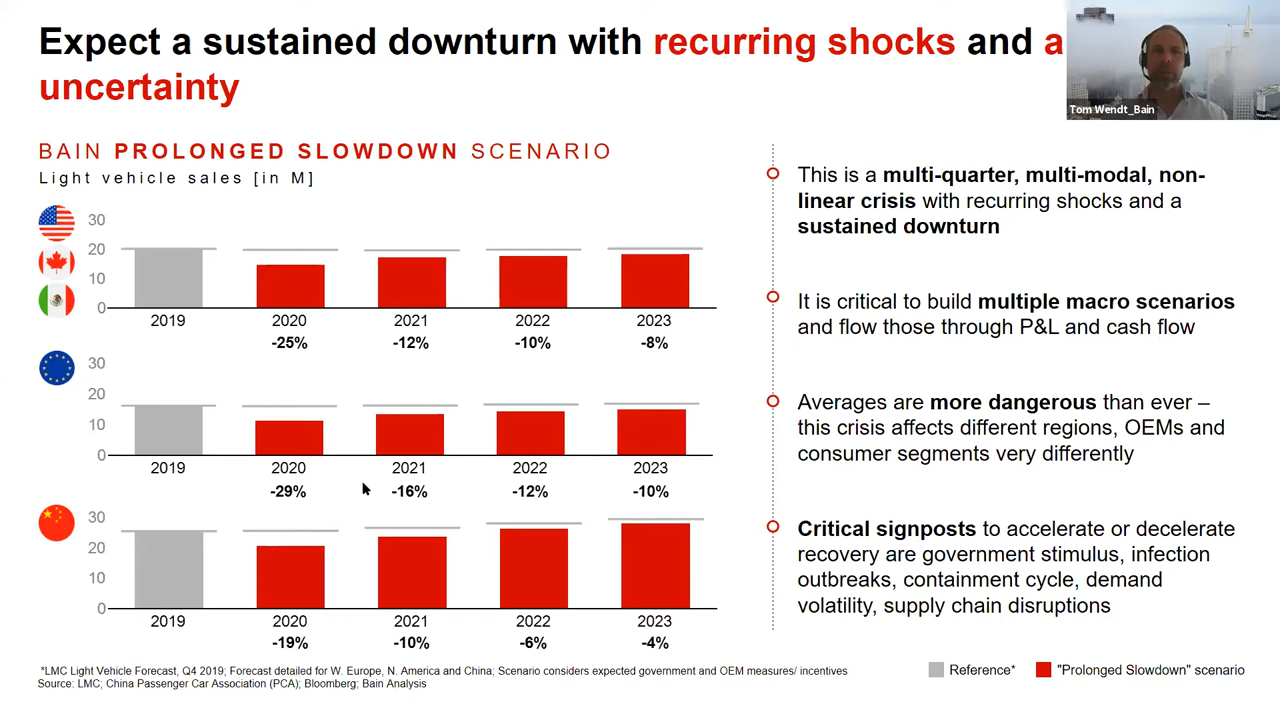 Expect a sustained downturn with recurring shocks and a
uncertainty
Tom Wendt_Bain
BAIN PROLONGED SLOWDOWN SCENARIO
Light vehicle sales [in M]
30
20
10
0
2019 2020 2021 2022 2023
-25% -12% -10% -8%
30
20
10
0
2019 2020 2021 2022 2023
-29% -16% -12% -10%
30
20
10
0
2019 2020 2021 2022 2023
-19% -10% -6% -4%
This is a multi-quarter, multi-modal, non-
linear crisis with recurring shocks and a
sustained downturn
It is critical to build multiple macro scenarios
and flow those through P&L and cash flow
Averages are more dangerous than ever –
this crisis affects different regions, OEMs and
consumer segments very differently
Critical signposts to accelerate or decelerate
recovery are government stimulus, infection
outbreaks, containment cycle, demand
volatility, supply chain disruptions
*LMC Light Vehicle Forecast, Q4 2019; Forecast detailed for W. Europe, N. America and China; Scenario considers expected government and OEM measures/ incentives
Source: LMC; China Passenger Car Association (PCA); Bloomberg; Bain Analysis
Reference*
"Prolonged Slowdown" scenario